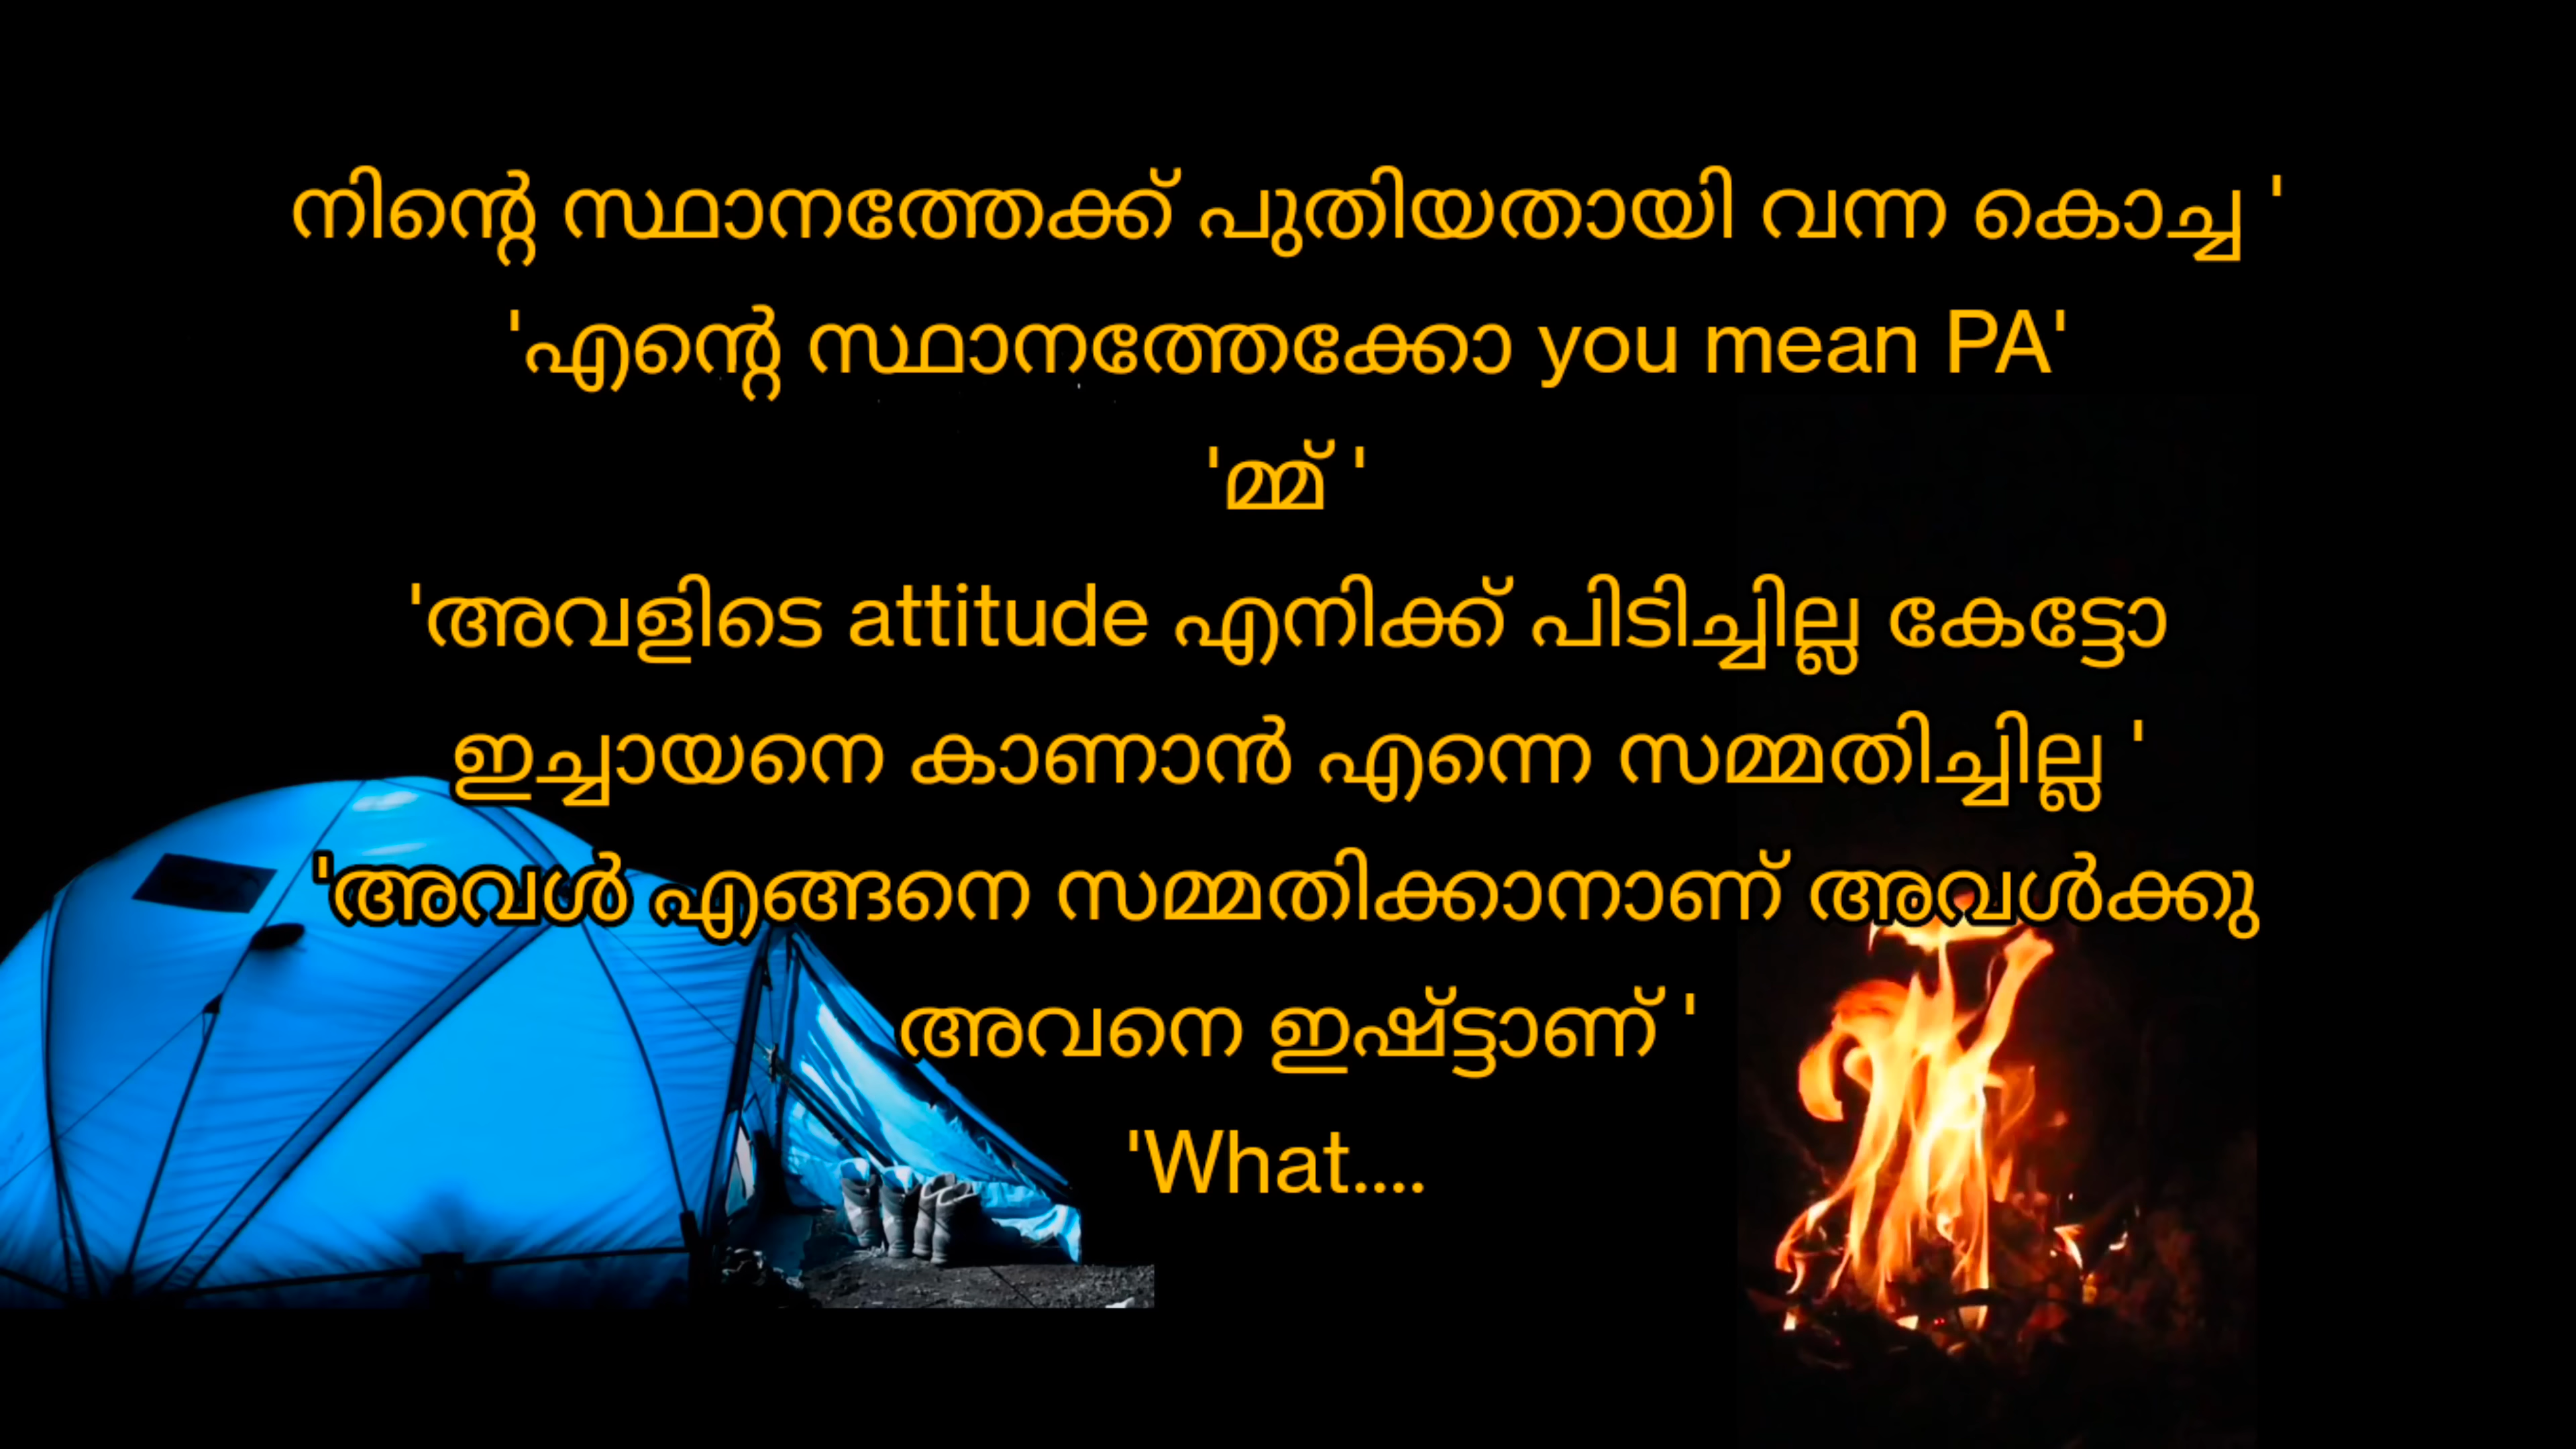 നിന്റെ സ്ഥാനത്തേക്ക് പുതിയതായി വന്ന കൊച്ച '
'എന്റെ സ്ഥാനത്തേക്കോ you mean PA'
'മ്മ് '
'അവളിടെ attitude എനിക്ക് പിടിച്ചില്ല കേട്ടോ
ഇച്ചായനെ കാണാൻ എന്നെ സമ്മതിച്ചില്ല '
'അവൾ എങ്ങനെ സമ്മതിക്കാനാണ് അവൾക്കു
അവനെ ഇഷ്ട്ടാണ് '
'What....